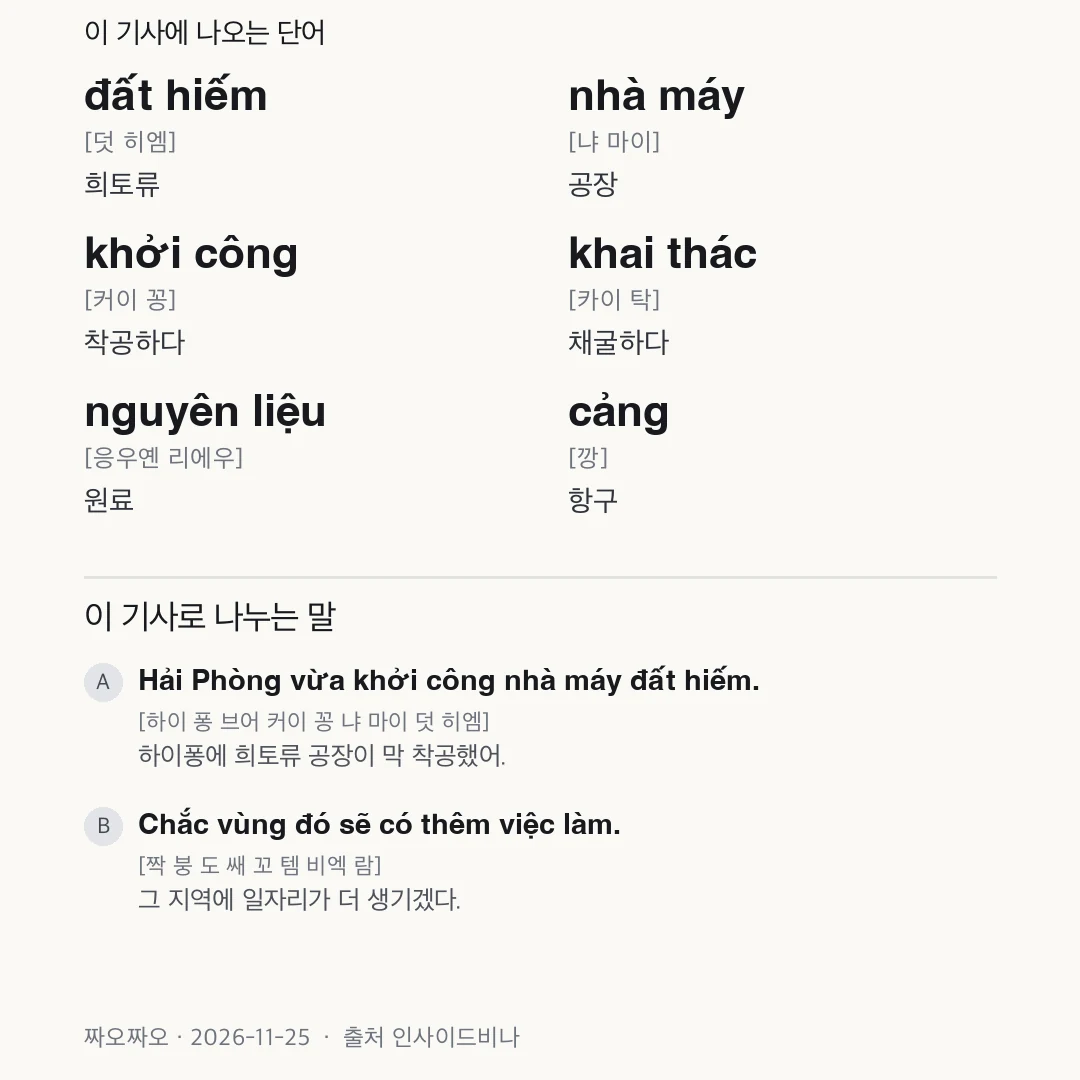 이 기사에 나오는 단어
đất hiếm
[덧 히엠]
희토류
nhà máy
[냐 마이]
공장
khởi công
[커이 꽁]
착공하다
khai thác
[카이 탁]
채굴하다
nguyên liệu
[응우옌 리에우]
원료
cảng
[깡]
항구
이 기사로 나누는 말
A Hải Phòng vừa khởi công nhà máy đất hiếm.
[하이 퐁 브어 커이 꽁 냐 마이 덧 히엠]
하이퐁에 희토류 공장이 막 착공했어.
B Chắc vùng đó sẽ có thêm việc làm.
[짝 붕 도 쌔 꼬 템 비엑 람]
그 지역에 일자리가 더 생기겠다.
짜오짜오 · 2026-11-25 · 출처 인사이드비나